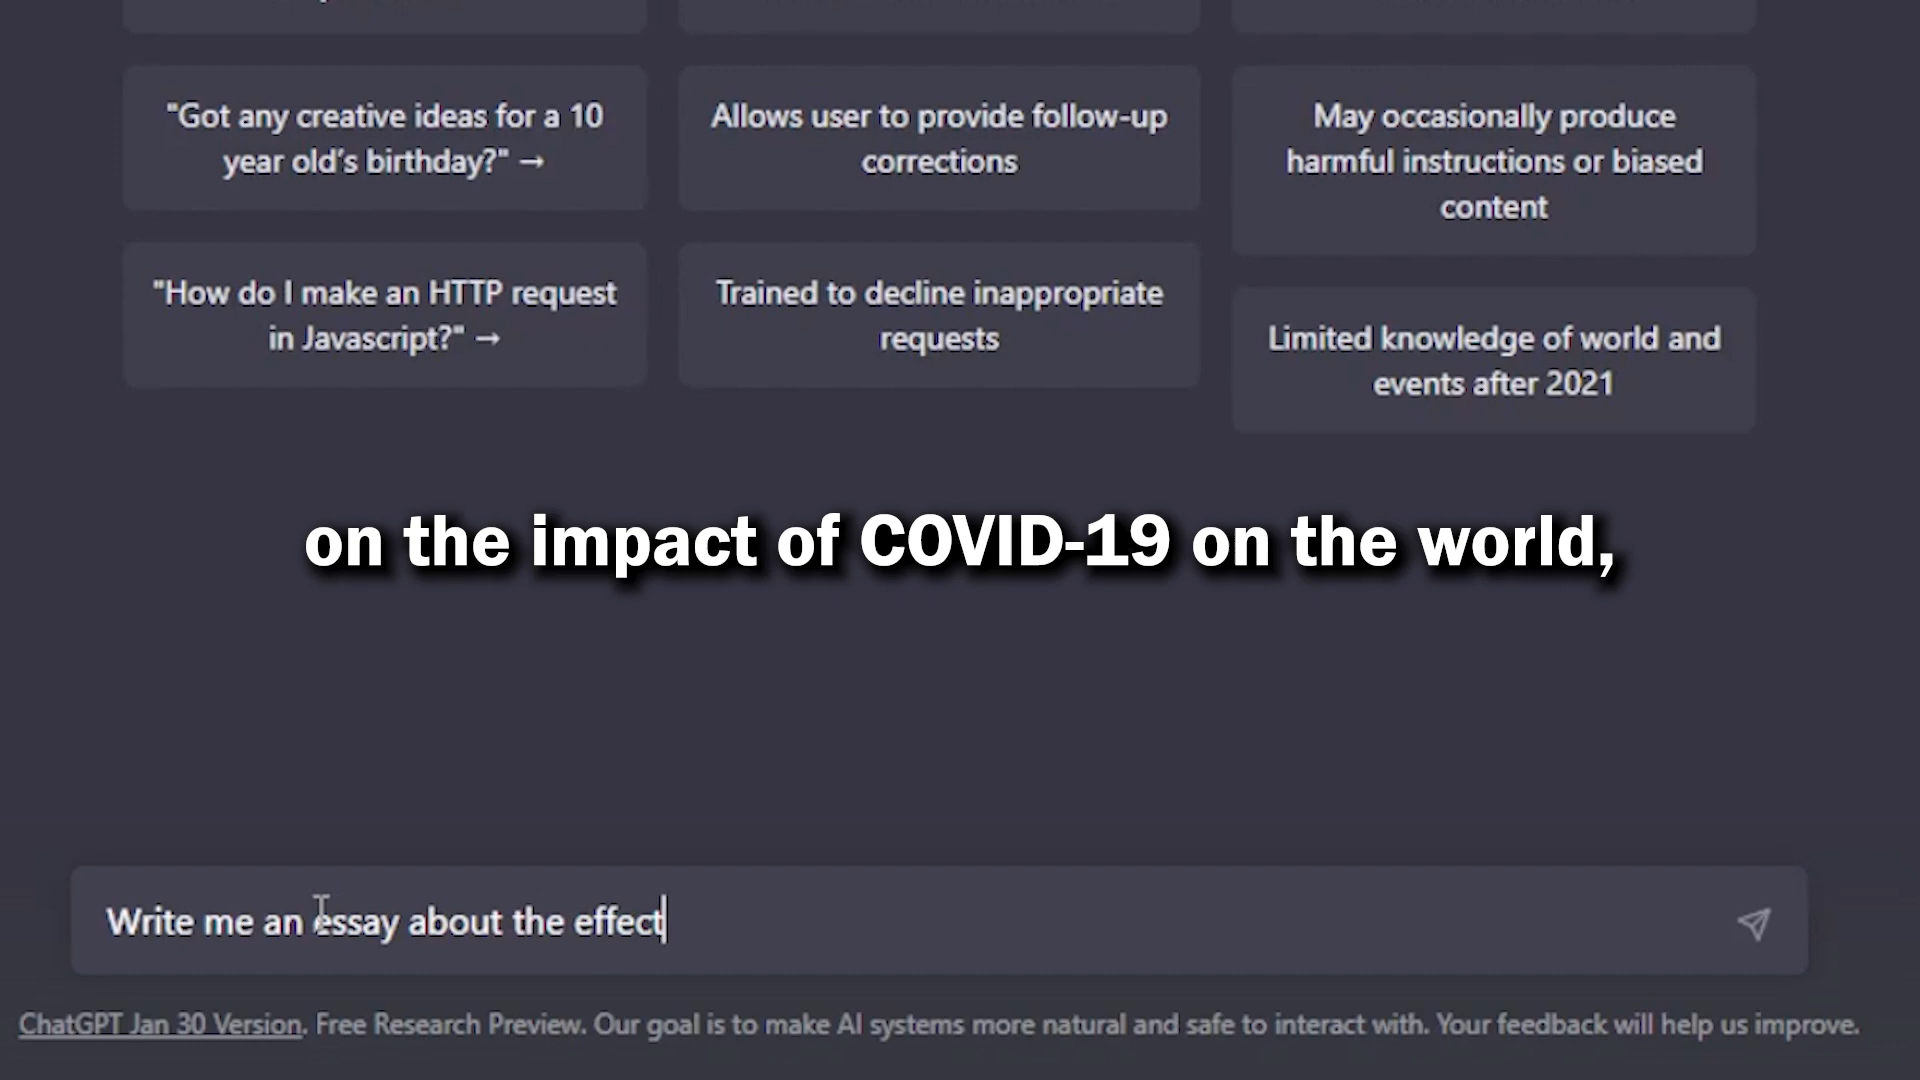 "Got any creative ideas for a 10
year old's birthday?" →
Allows user to provide follow-up
corrections
May occasionally produce
harmful instructions or biased
content
"How do I make an HTTP request
in Javascript?" →
Trained to decline inappropriate
requests
Limited knowledge of world and
events after 2021
on the impact of COVID-19 on the world,
Write me an essay about the effect
ChatGPT Jan 30 Version. Free Research Preview. Our goal is to make AI systems more natural and safe to interact with. Your feedback will help us improve.